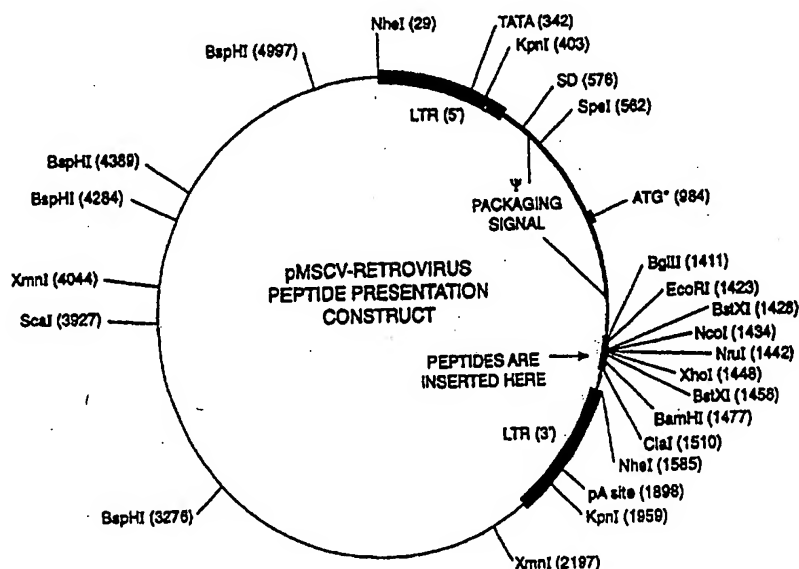 NheI (29)
TATA (342)
KpnI (403)
SD (576)
SpeI (562)
LTR (5')
Ψ
PACKAGING
SIGNAL
ATG* (984)
BglII (1411)
EcoRI (1423)
BstXI (1428)
NcoI (1434)
NruI (1442)
XhoI (1448)
BstXI (1458)
BamHI (1477)
ClaI (1510)
NheI (1585)
PEPTIDES ARE
INSERTED HERE
LTR (3')
pA site (1898)
KpnI (1959)
XmnI (2197)
BspHI (3276)
ScaI (3927)
XmnI (4044)
BspHI (4284)
BspHI (4389)
BspHI (4997)
pMSCV-RETROVIRUS
PEPTIDE PRESENTATION
CONSTRUCT